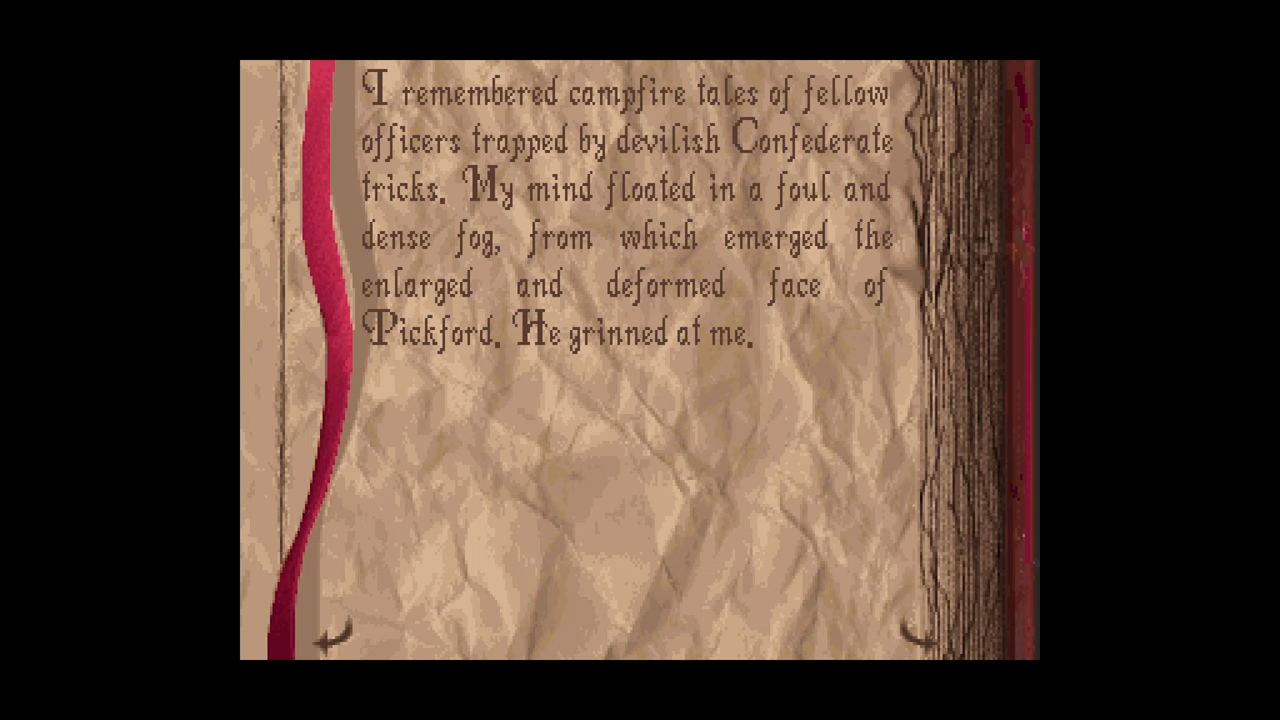 I remembered campfire tales of fellow
officers trapped by devilish Confederate
tricks. My mind floated in a foul and
dense fog, from which emerged the
enlarged and deformed face of
Pickford. He grinned at me.